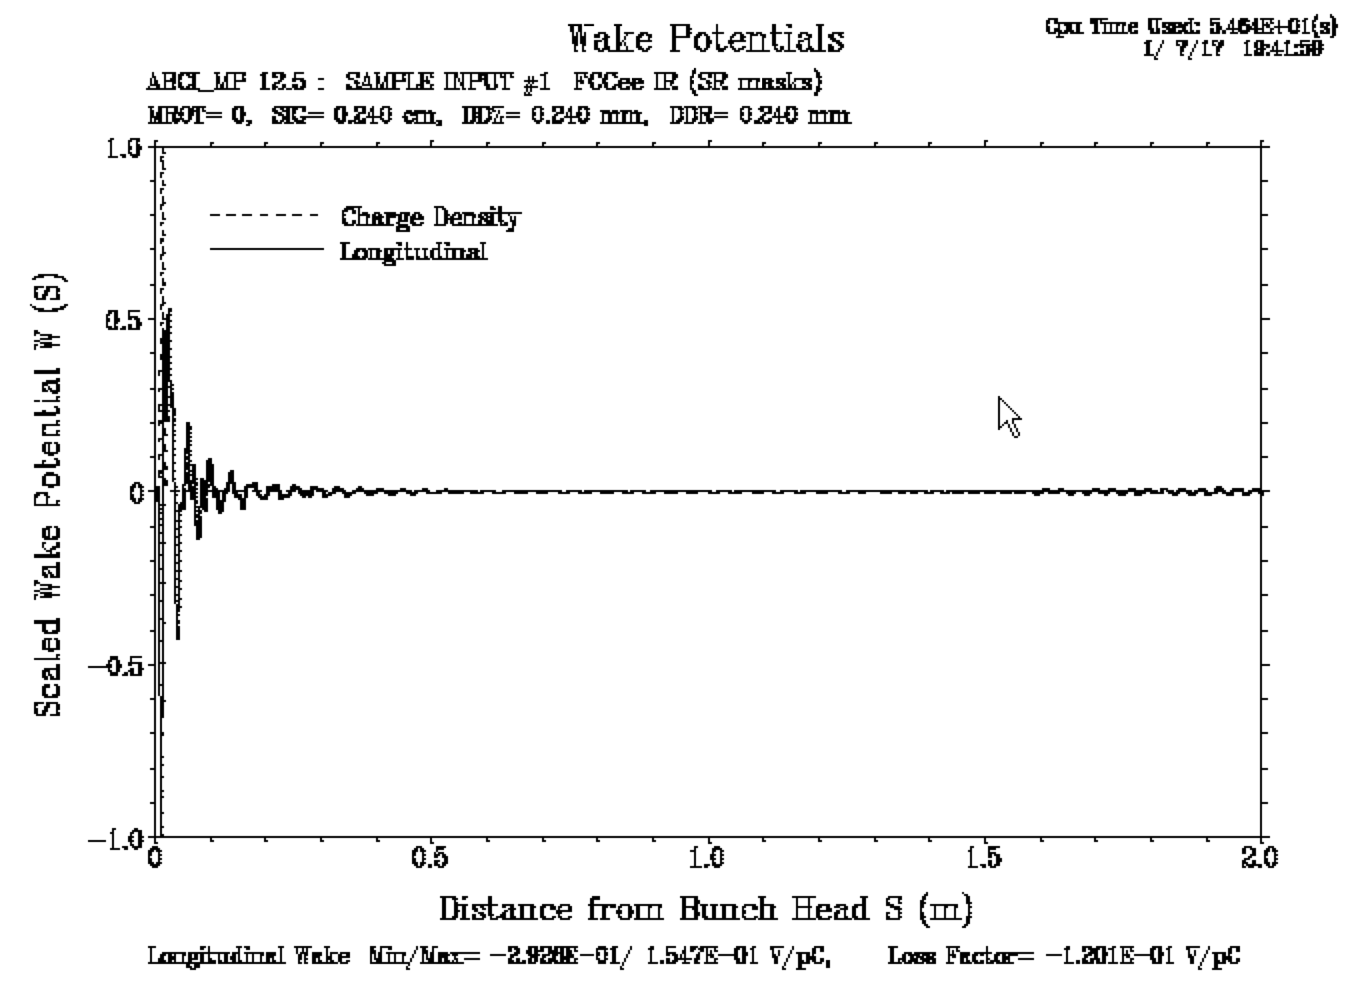 Wake Potentials
Cpu Time Used: 5.464E+01(s)
1/ 7/17 19:41:59
ABCI_MP 12.5 : SAMPLE INPUT #1 FCCee IR (SR masks)
MROT= 0, SIG= 0.240 cm, DDZ= 0.240 mm, DDR= 0.240 mm
1.0
0.5
0
-0.5
-1.0
Scaled Wake Potential W (S)
Charge Density
Longitudinal
0 0.5 1.0 1.5 2.0
Distance from Bunch Head S (m)
Longitudinal Wake Min/Max= -2.928E-01/ 1.547E-01 V/pC, Loss Factor= -1.201E-01 V/pC